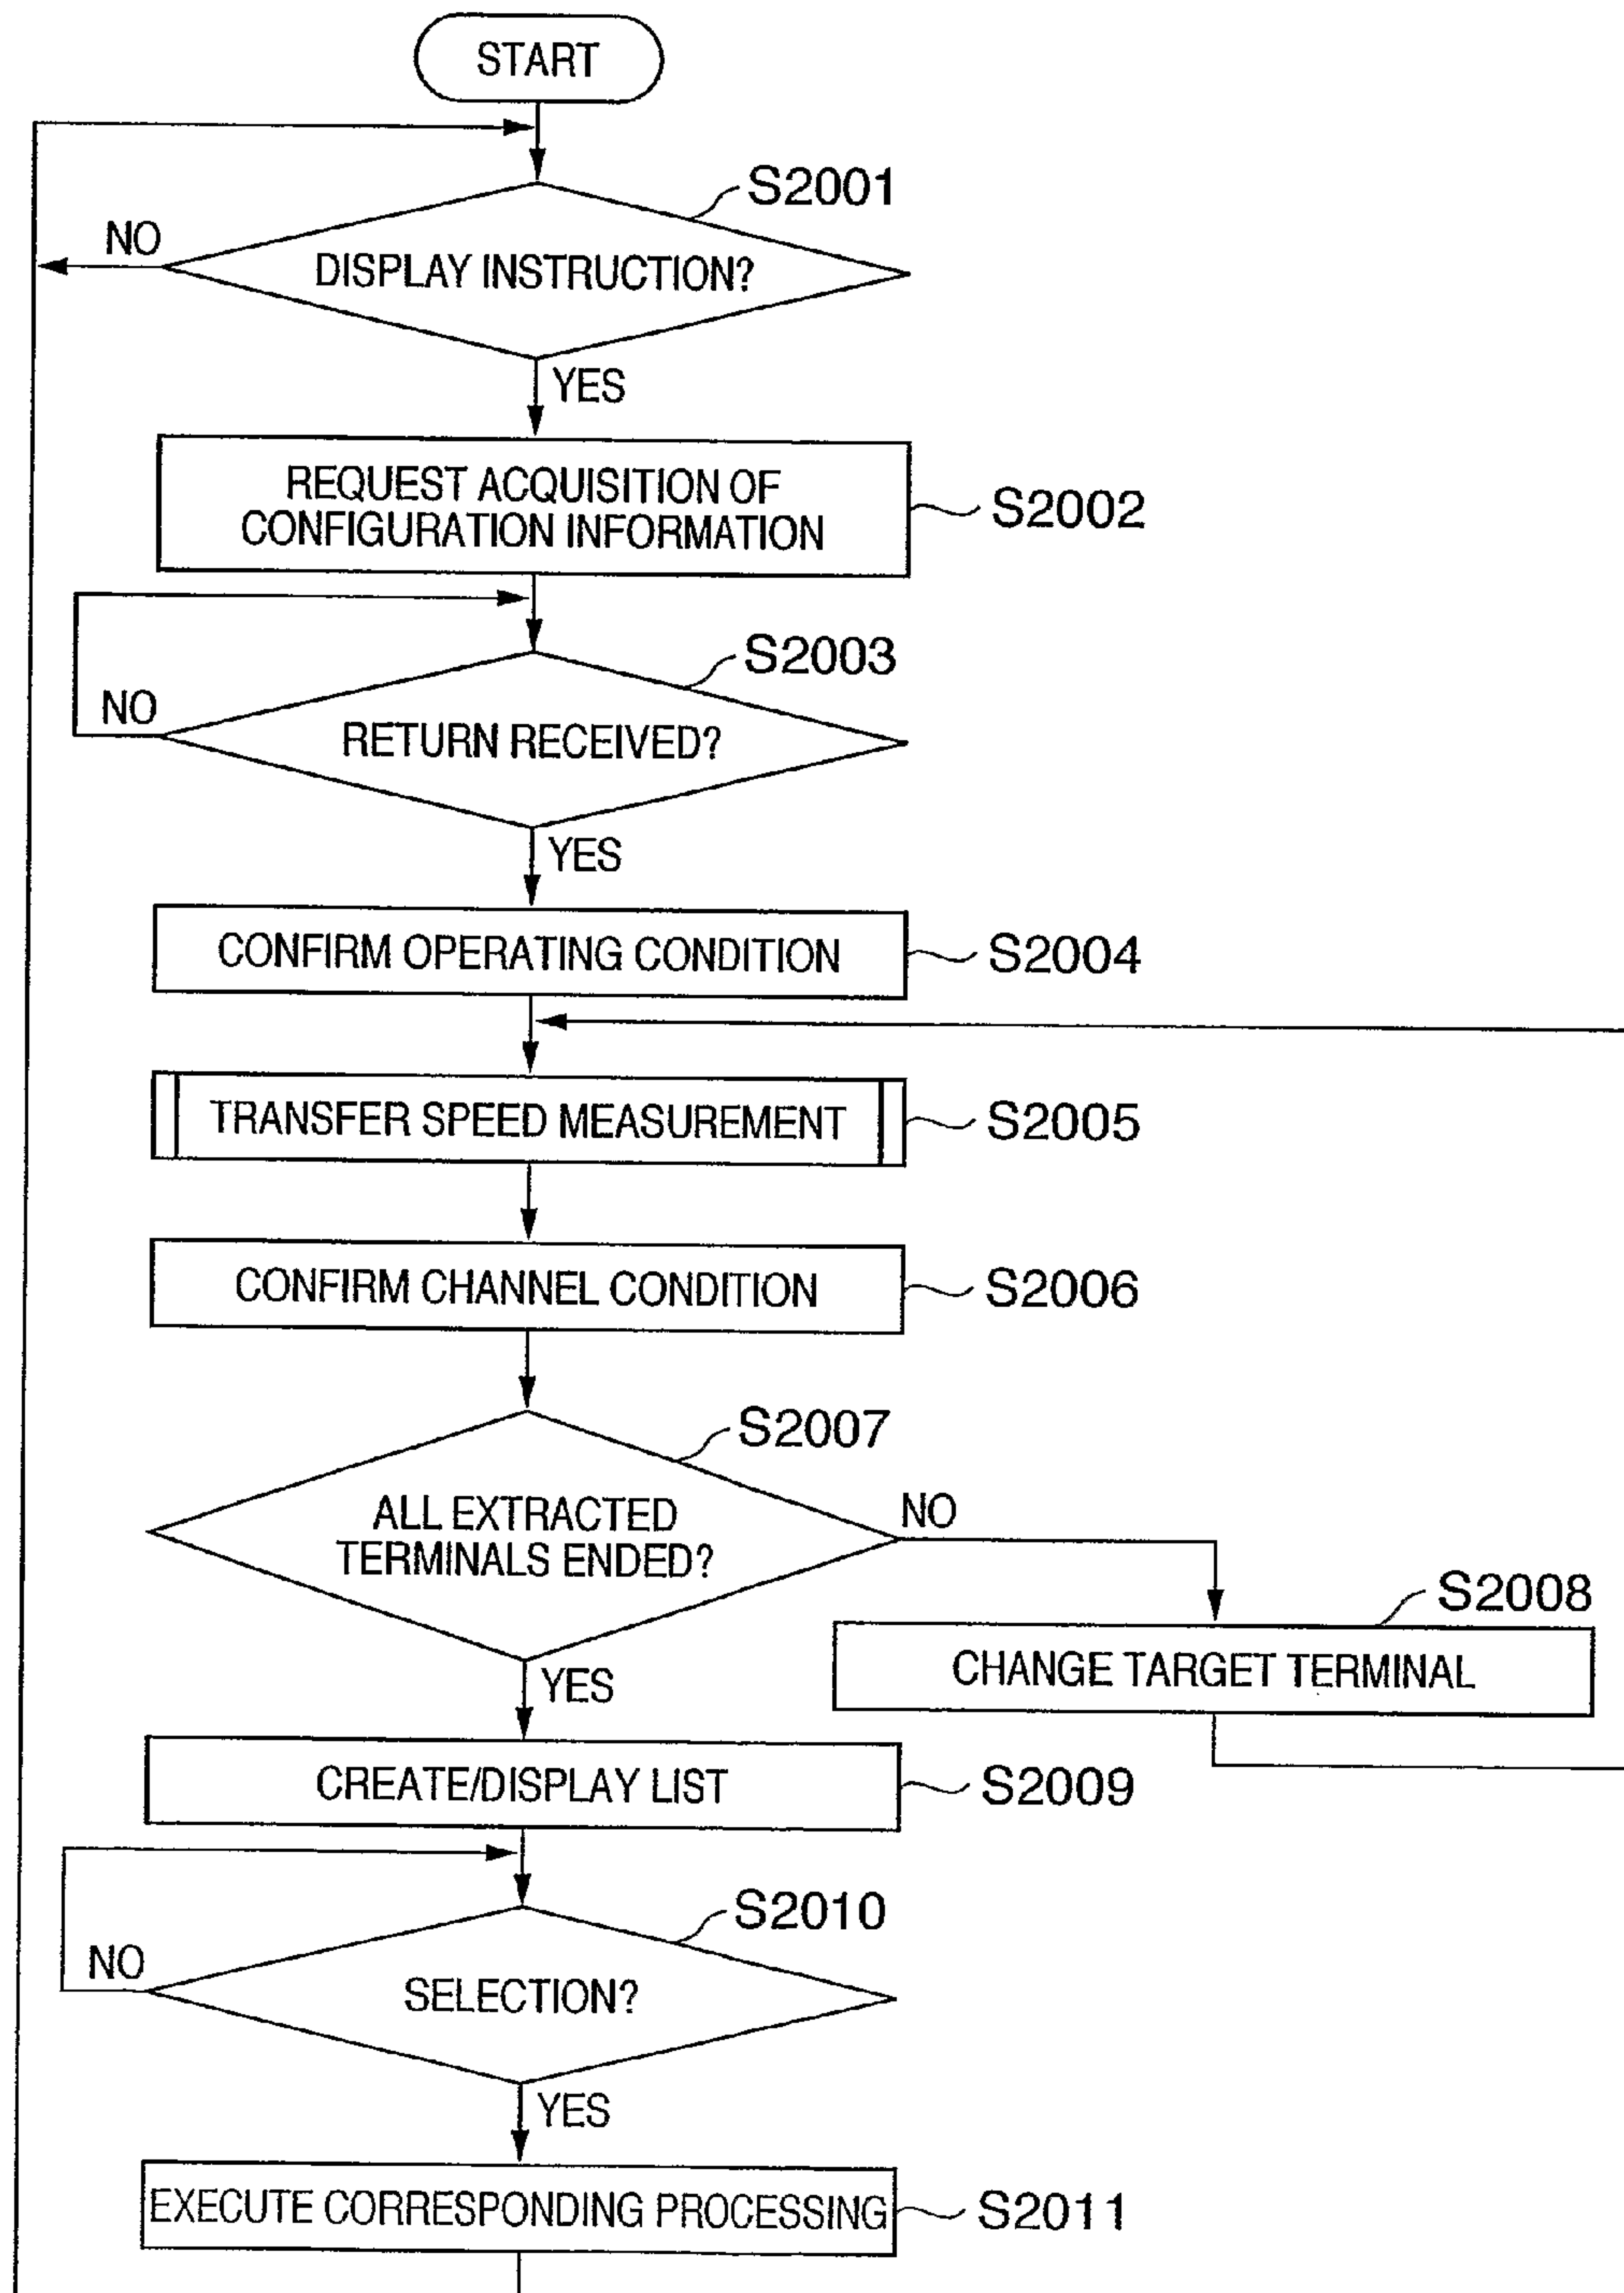 START
S2001
NO
DISPLAY INSTRUCTION?
YES
REQUEST ACQUISITION OF
CONFIGURATION INFORMATION
S2002
S2003
NO
RETURN RECEIVED?
YES
CONFIRM OPERATING CONDITION
S2004
TRANSFER SPEED MEASUREMENT
S2005
CONFIRM CHANNEL CONDITION
S2006
S2007
ALL EXTRACTED
TERMINALS ENDED?
NO
S2008
CHANGE TARGET TERMINAL
YES
CREATE/DISPLAY LIST
S2009
S2010
NO
SELECTION?
YES
EXECUTE CORRESPONDING PROCESSING
S2011